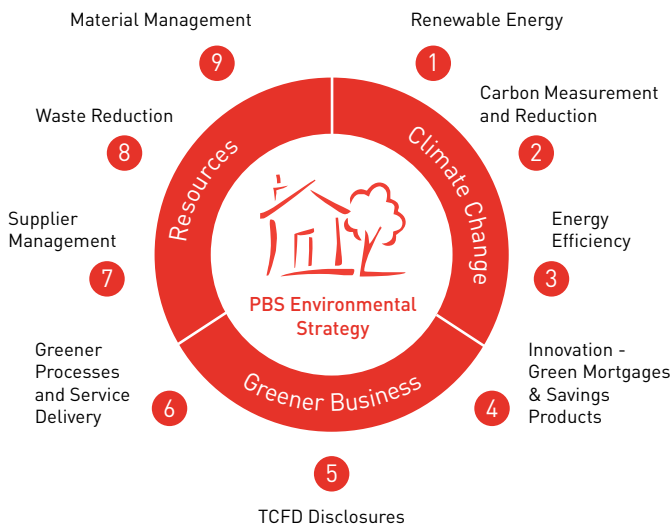 Material Management
9
Renewable Energy
1
Carbon Measurement
and Reduction
2
Waste Reduction
8
Resources
Climate Change
Supplier
Management
7
Energy
Efficiency
3
PBS Environmental
Strategy
Greener
Processes
and Service
Delivery
6
Greener Business
Innovation -
Green Mortgages
& Savings
Products
4
5
TCFD Disclosures